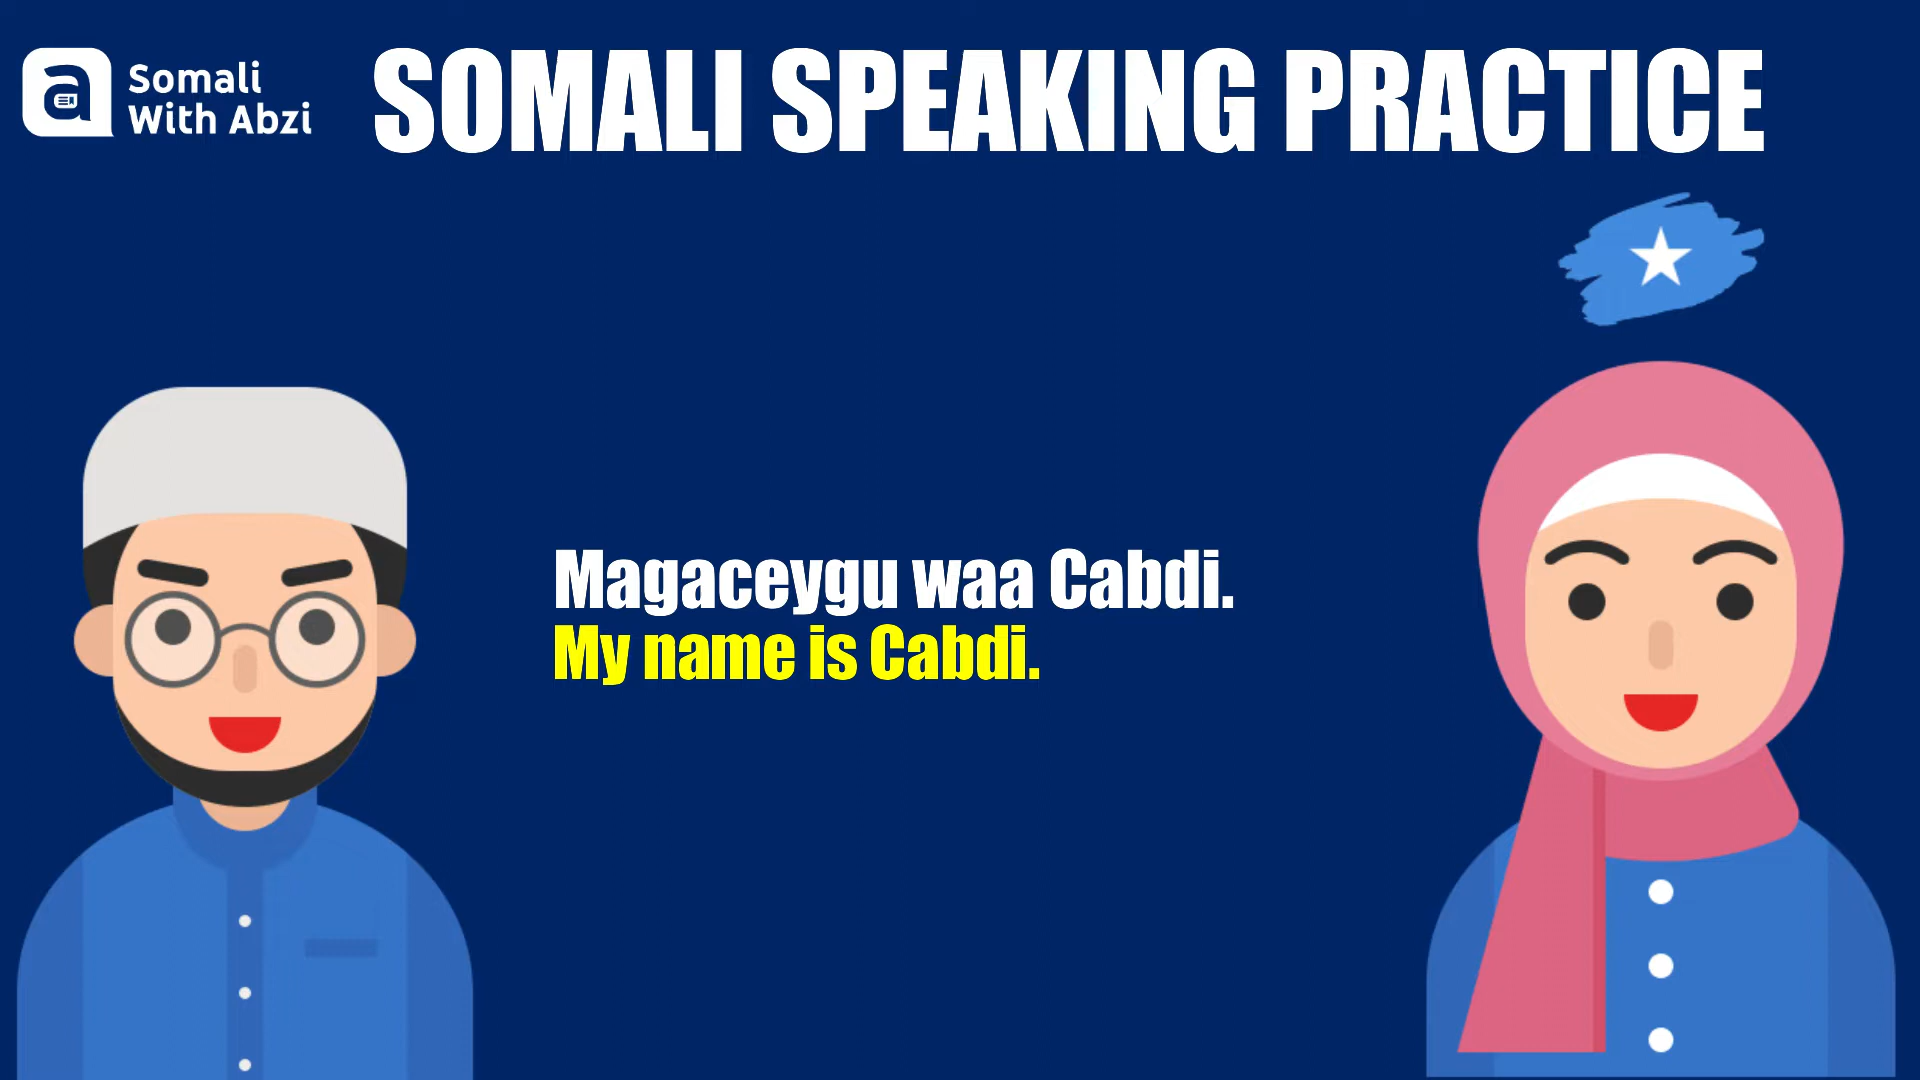 Somali
With Abzi
SOMALI SPEAKING PRACTICE
Magaceygu waa Cabdi.
My name is Cabdi.